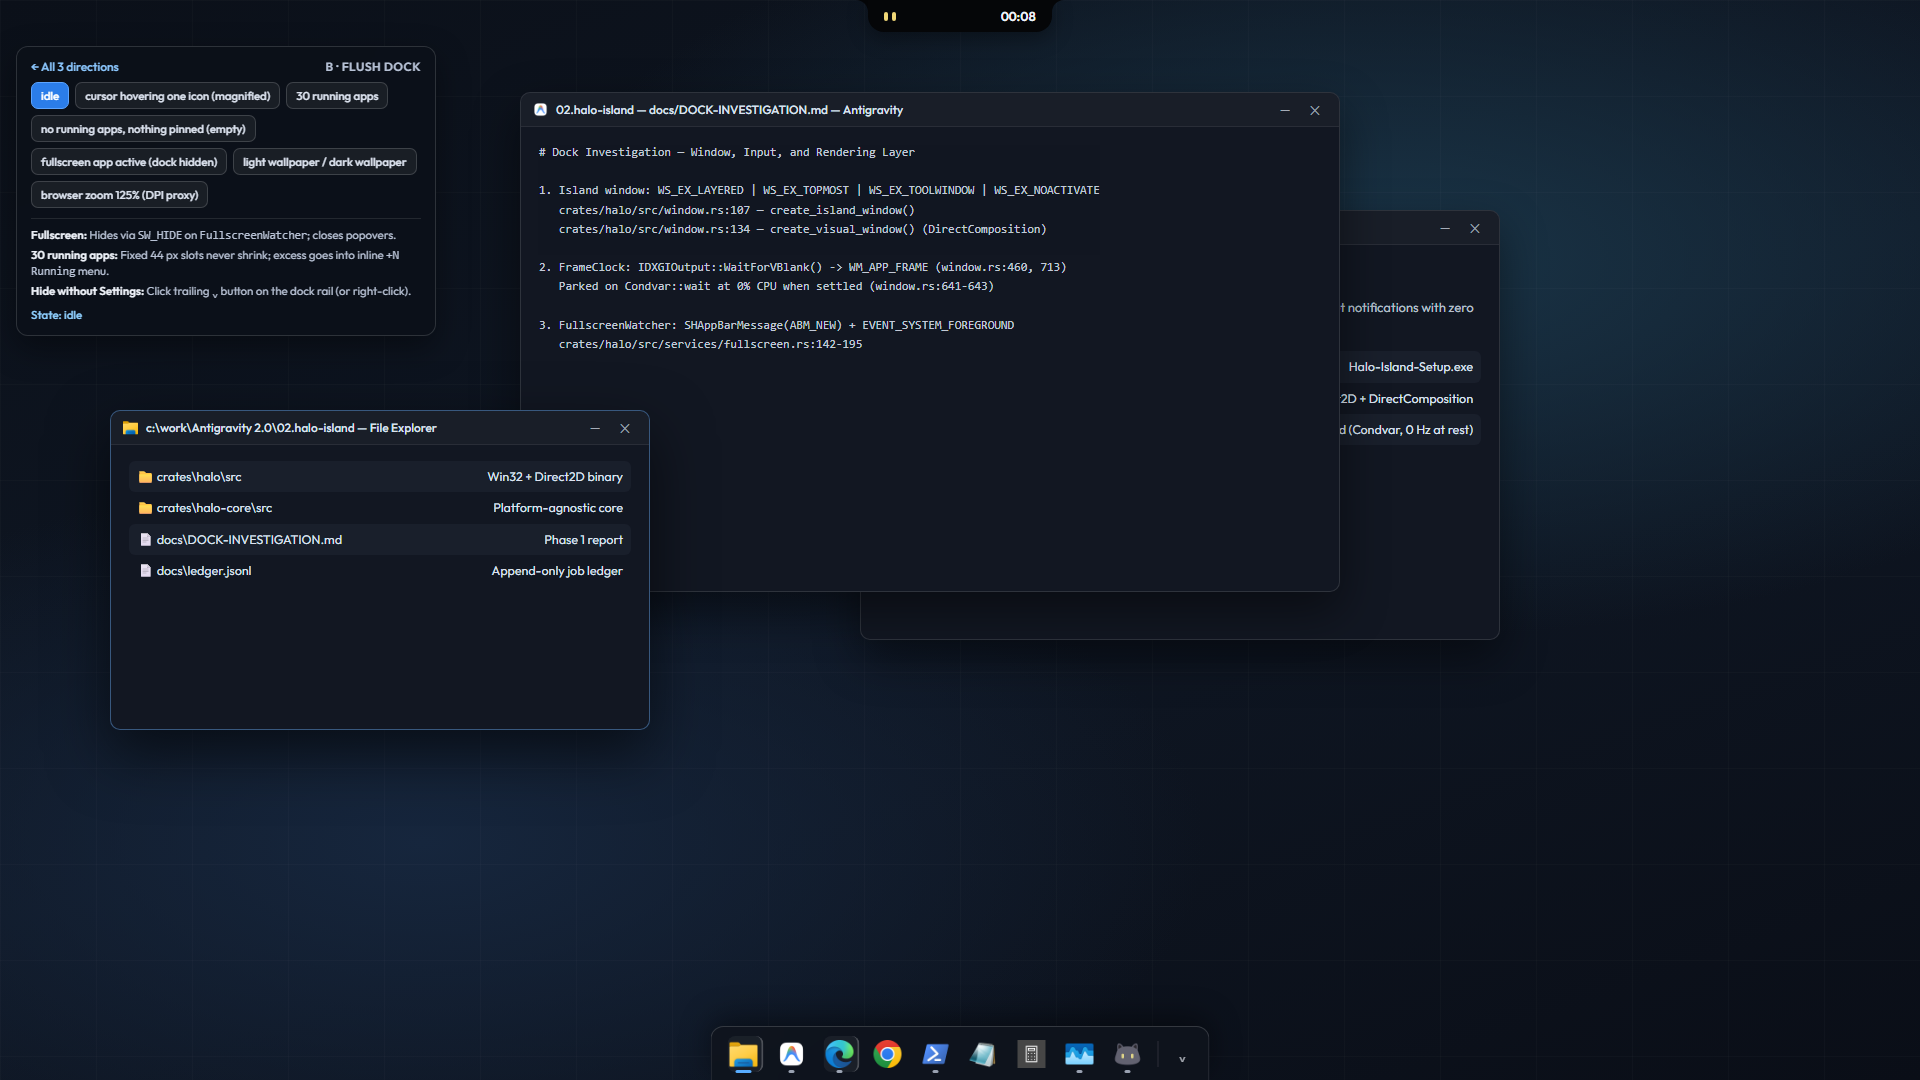 00:08
← All 3 directions
B · FLUSH DOCK
idle
cursor hovering one icon (magnified)
30 running apps
no running apps, nothing pinned (empty)
fullscreen app active (dock hidden)
light wallpaper / dark wallpaper
browser zoom 125% (DPI proxy)
Fullscreen: Hides via SW_HIDE on FullscreenWatcher; closes popovers.
30 running apps: Fixed 44 px slots never shrink; excess goes into inline +N
Running menu.
Hide without Settings: Click trailing ⌄ button on the dock rail (or right-click).
State: idle
02.halo-island — docs/DOCK-INVESTIGATION.md — Antigravity
# Dock Investigation — Window, Input, and Rendering Layer
1. Island window: WS_EX_LAYERED | WS_EX_TOPMOST | WS_EX_TOOLWINDOW | WS_EX_NOACTIVATE
crates/halo/src/window.rs:107 — create_island_window()
crates/halo/src/window.rs:134 — create_visual_window() (DirectComposition)
2. FrameClock: IDXGIOutput::WaitForVBlank() -> WM_APP_FRAME (window.rs:460, 713)
Parked on Condvar::wait at 0% CPU when settled (window.rs:641-643)
3. FullscreenWatcher: SHAppBarMessage(ABM_NEW) + EVENT_SYSTEM_FOREGROUND
crates/halo/src/services/fullscreen.rs:142-195
notifications with zero
Halo-Island-Setup.exe
2D + DirectComposition
(Condvar, 0 Hz at rest)
c:\work\Antigravity 2.0\02.halo-island — File Explorer
crates\halo\src
Win32 + Direct2D binary
crates\halo-core\src
Platform-agnostic core
docs\DOCK-INVESTIGATION.md
Phase 1 report
docs\ledger.jsonl
Append-only job ledger